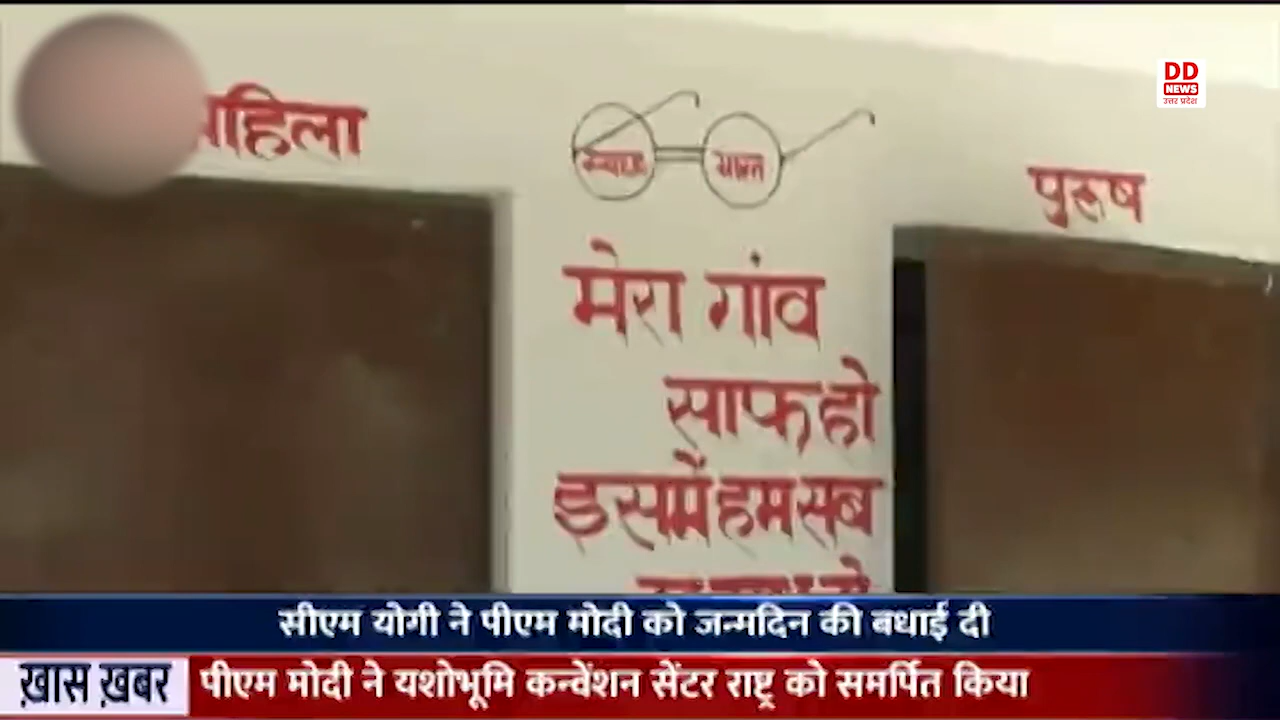 DD
NEWS
उत्तर प्रदेश
महिला
स्वच्छ भारत
पुरूष
मेरा गांव
साफ हो
इसमें हम सब
सीएम योगी ने पीएम मोदी को जन्मदिन की बधाई दी
ख़ास ख़बर
पीएम मोदी ने यशोभूमि कन्वेंशन सेंटर राष्ट्र को समर्पित किया